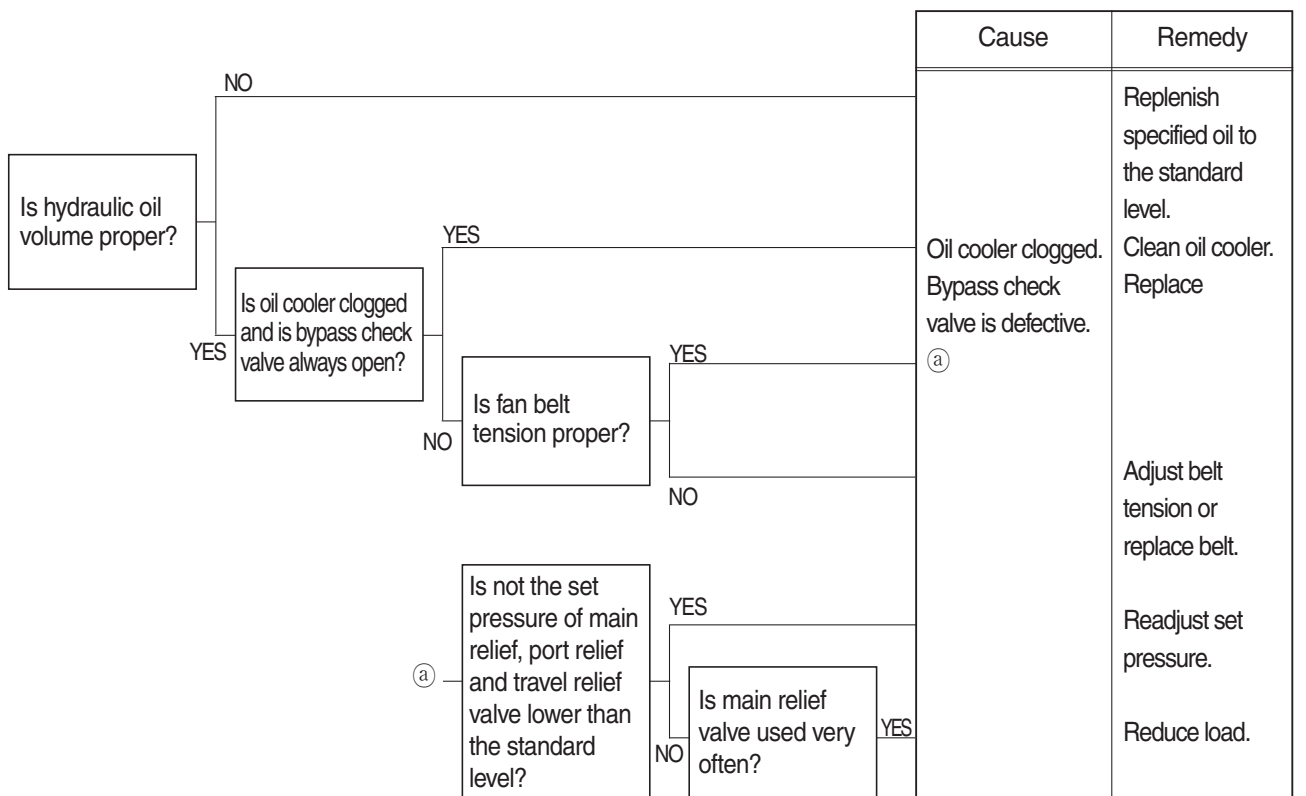 Cause
Remedy
NO
Replenish
specified oil to
the standard
level.
Is hydraulic oil
volume proper?
YES
YES
Oil cooler clogged.
Clean oil cooler.
Bypass check
Replace
valve is defective.
Is oil cooler clogged
and is bypass check
valve always open?
YES
ⓐ
NO
Is fan belt
tension proper?
NO
Adjust belt
tension or
replace belt.
ⓐ
Is not the set
pressure of main
relief, port relief
and travel relief
valve lower than
the standard
level?
YES
Readjust set
pressure.
NO
Is main relief
valve used very
often?
YES
Reduce load.